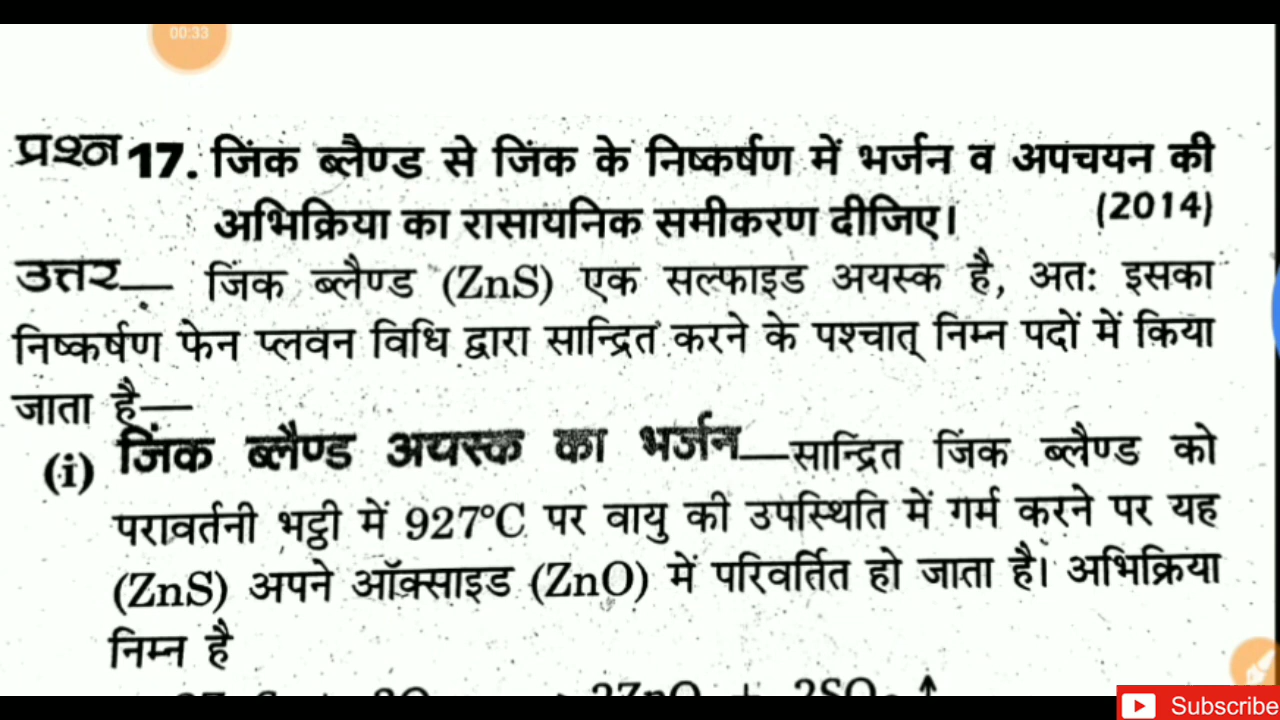 00:33
प्रश्न 17. जिंक ब्लैण्ड से जिंक के निष्कर्षण में भर्जन व अपचयन की
अभिक्रिया का रासायनिक समीकरण दीजिए। (2014)
उत्तर— जिंक ब्लैण्ड (ZnS) एक सल्फाइड अयस्क है, अतः इसका
निष्कर्षण फेन प्लवन विधि द्वारा सान्द्रित करने के पश्चात् निम्न पदों में किया
जाता है—
(i) जिंक ब्लैण्ड अयस्क का भर्जन—सान्द्रित जिंक ब्लैण्ड को
परावर्तनी भट्ठी में 927°C पर वायु की उपस्थिति में गर्म करने पर यह
(ZnS) अपने ऑक्साइड (ZnO) में परिवर्तित हो जाता है। अभिक्रिया
निम्न है
2ZnO + 2SO₂ ↑
Subscribe